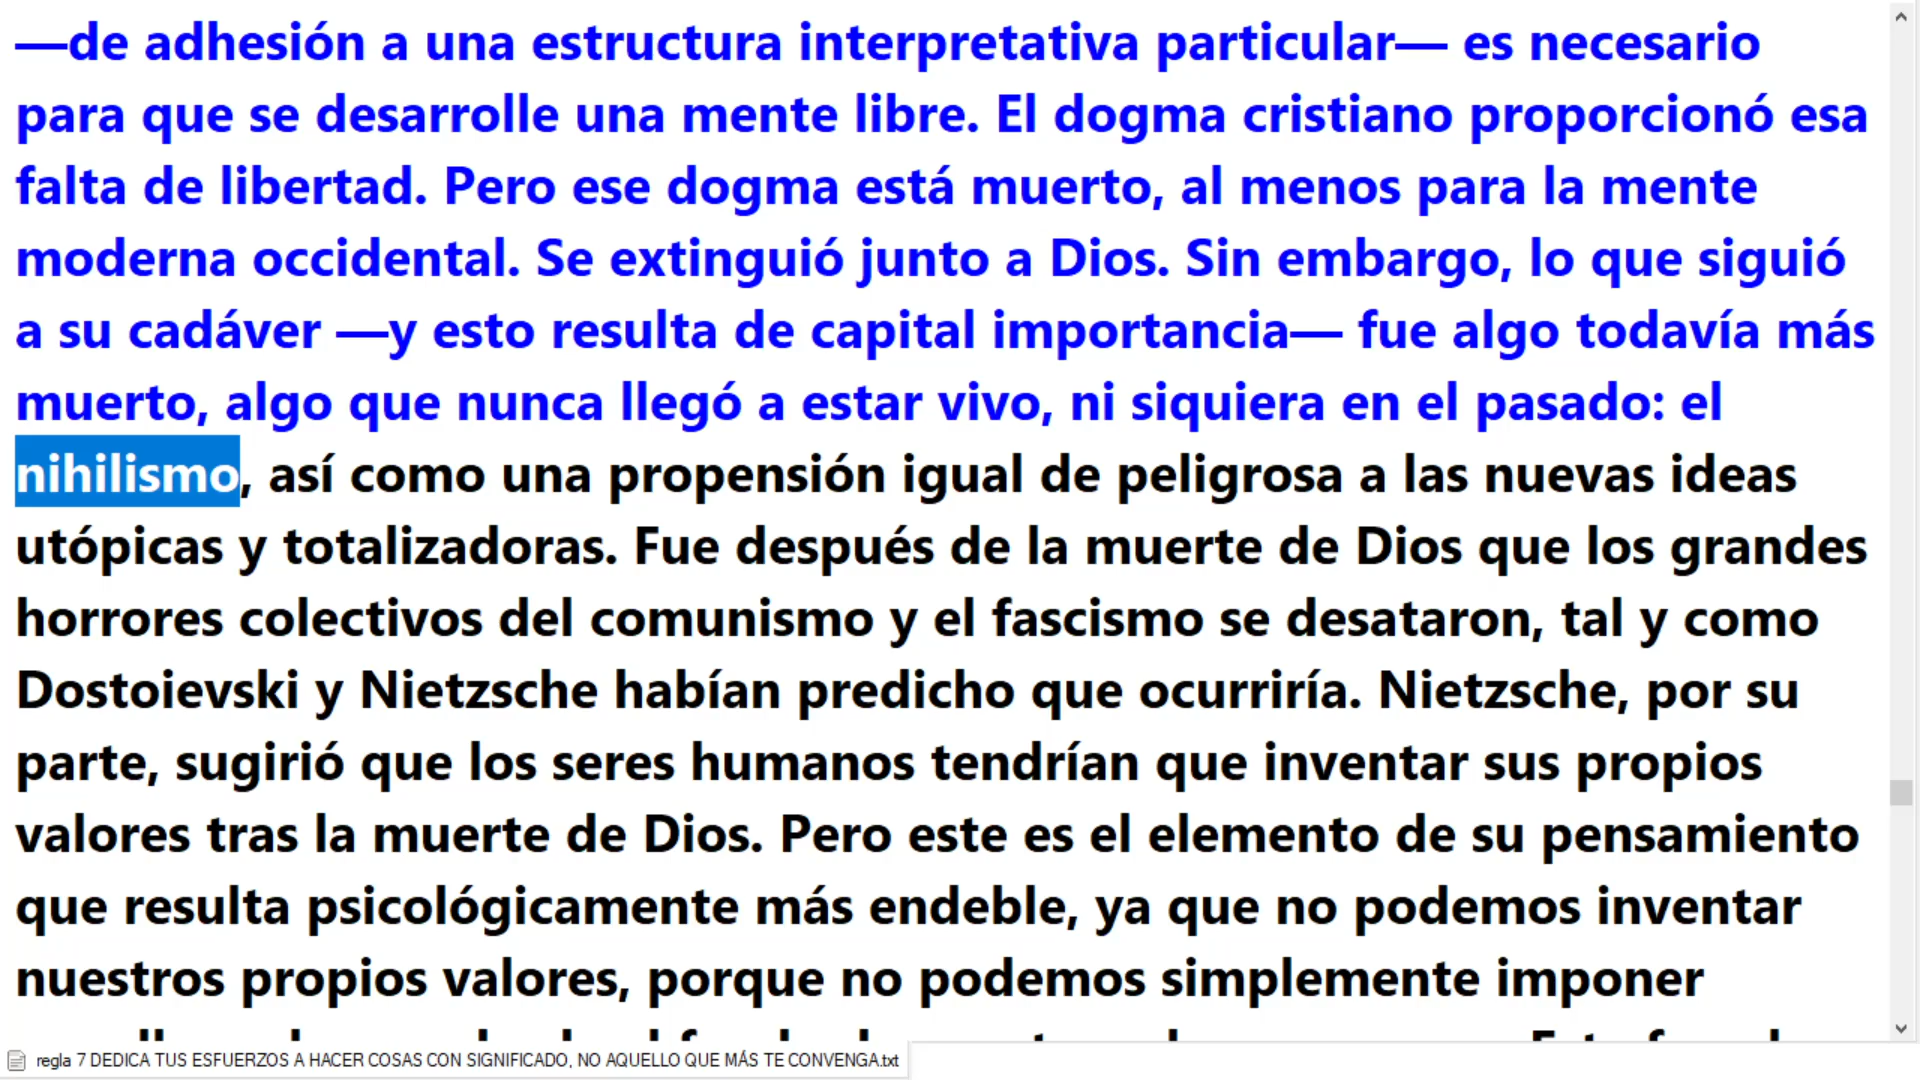 —de adhesión a una estructura interpretativa particular— es necesario
para que se desarrolle una mente libre. El dogma cristiano proporcionó esa
falta de libertad. Pero ese dogma está muerto, al menos para la mente
moderna occidental. Se extinguió junto a Dios. Sin embargo, lo que siguió
a su cadáver —y esto resulta de capital importancia— fue algo todavía más
muerto, algo que nunca llegó a estar vivo, ni siquiera en el pasado: el
nihilismo, así como una propensión igual de peligrosa a las nuevas ideas
utópicas y totalizadoras. Fue después de la muerte de Dios que los grandes
horrores colectivos del comunismo y el fascismo se desataron, tal y como
Dostoievski y Nietzsche habían predicho que ocurriría. Nietzsche, por su
parte, sugirió que los seres humanos tendrían que inventar sus propios
valores tras la muerte de Dios. Pero este es el elemento de su pensamiento
que resulta psicológicamente más endeble, ya que no podemos inventar
nuestros propios valores, porque no podemos simplemente imponer
regla 7 DEDICA TUS ESFUERZOS A HACER COSAS CON SIGNIFICADO, NO AQUELLO QUE MÁS TE CONVENGA.txt